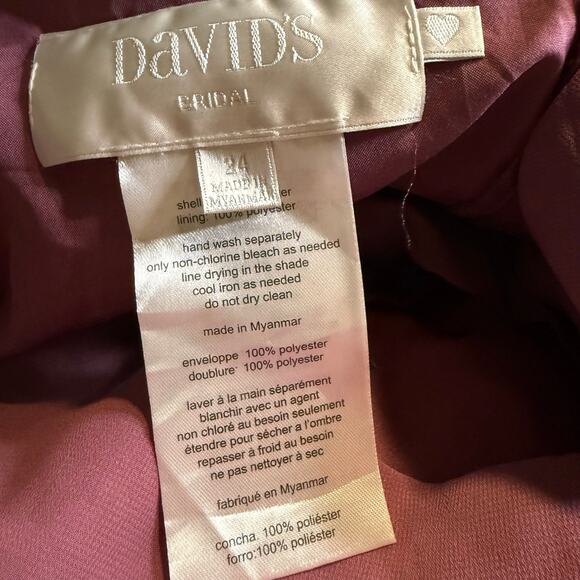 DaVID'S
BRIDAL
24
MADE IN
MYANMAR
shell
lining: 100% polyester
hand wash separately
only non-chlorine bleach as needed
line drying in the shade
cool iron as needed
do not dry clean
made in Myanmar
enveloppe 100% polyester
doublure 100% polyester
laver à la main séparément
blanchir avec un agent
non chloré au besoin seulement
étendre pour sécher a l'ombre
repasser à froid au besoin
ne pas nettoyer à sec
fabriqué en Myanmar
concha. 100% poliéster
forro:100% poliéster